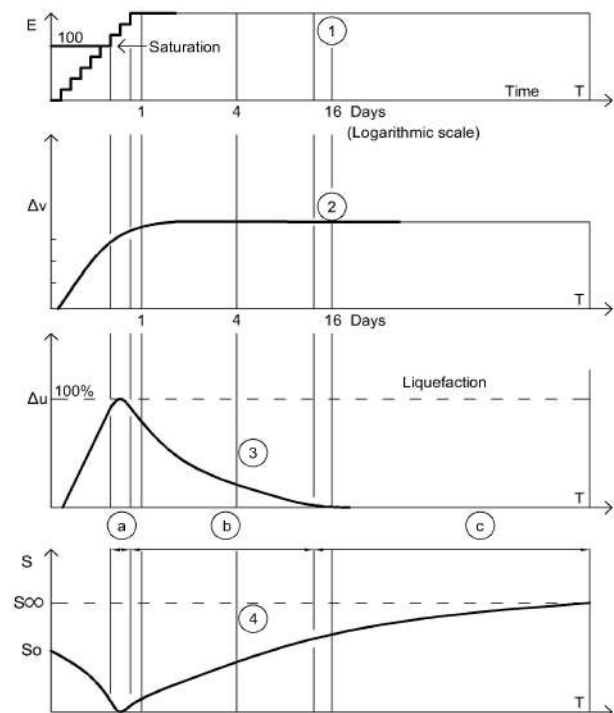 E
1
100
Saturation
Time T
1 4 16 Days
(Logarithmic scale)
Δv
2
T
1 4 16 Days
100%
Liquefaction
Δu
3
T
a b c
S
S∞
4
So
T